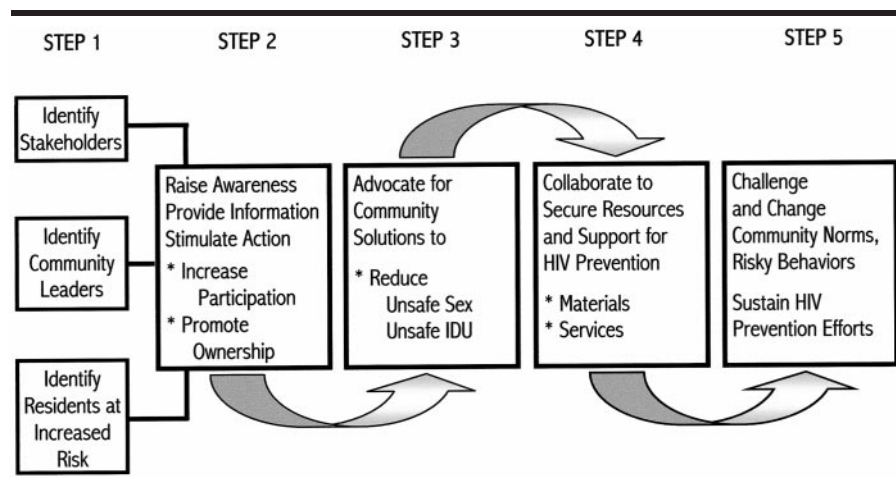 STEP 1
STEP 2
STEP 3
STEP 4
STEP 5
Identify
Stakeholders
Identify
Community
Leaders
Identify
Residents at
Increased
Risk
Raise Awareness
Provide Information
Stimulate Action
* Increase
Participation
* Promote
Ownership
Advocate for
Community
Solutions to
* Reduce
Unsafe Sex
Unsafe IDU
Collaborate to
Secure Resources
and Support for
HIV Prevention
* Materials
* Services
Challenge
and Change
Community Norms,
Risky Behaviors
Sustain HIV
Prevention Efforts